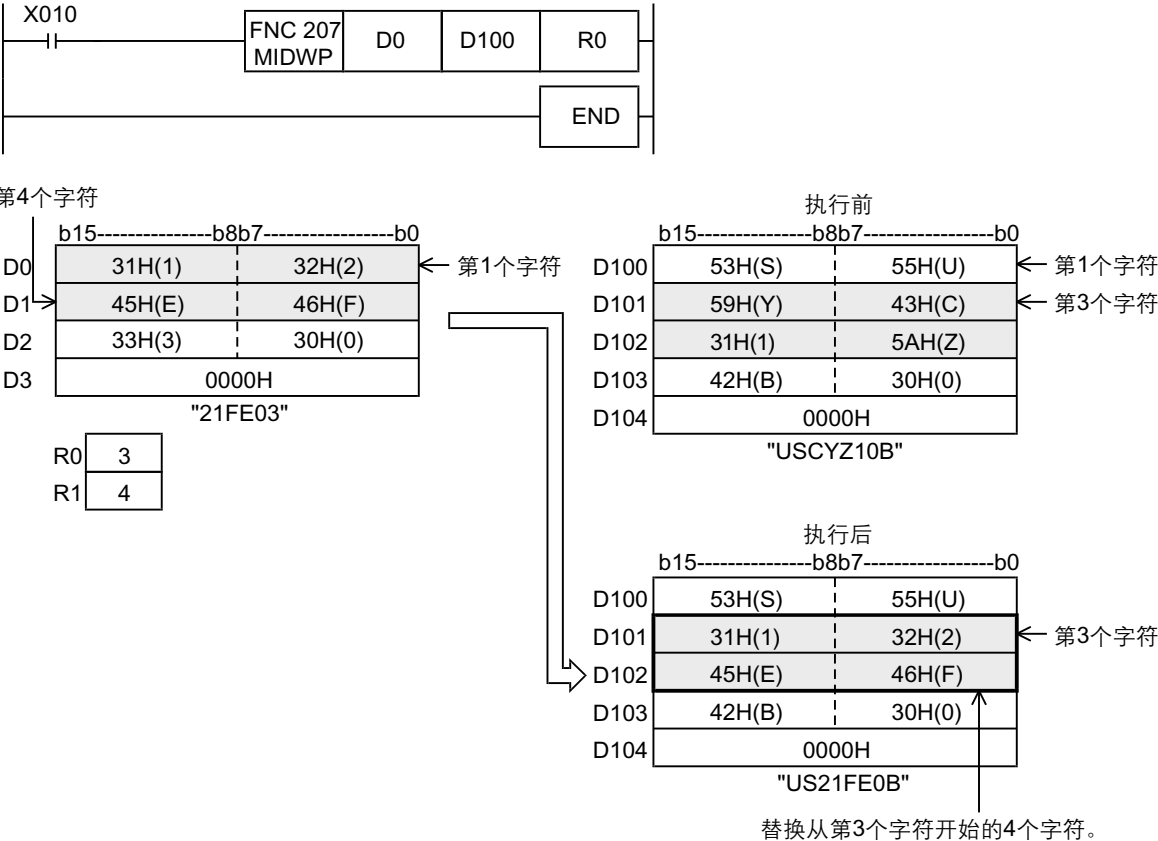 X010
FNC 207 MIDWP D0 D100 R0
END
第4个字符
b15---------------b8b7-----------------b0
D0 31H(1) 32H(2) 第1个字符
D1 45H(E) 46H(F)
D2 33H(3) 30H(0)
D3 0000H
"21FE03"
R0 3
R1 4
执行前
b15---------------b8b7-----------------b0
D100 53H(S) 55H(U) 第1个字符
D101 59H(Y) 43H(C) 第3个字符
D102 31H(1) 5AH(Z)
D103 42H(B) 30H(0)
D104 0000H
"USCYZ10B"
执行后
b15---------------b8b7-----------------b0
D100 53H(S) 55H(U)
D101 31H(1) 32H(2) 第3个字符
D102 45H(E) 46H(F)
D103 42H(B) 30H(0)
D104 0000H
"US21FE0B"
替换从第3个字符开始的4个字符。